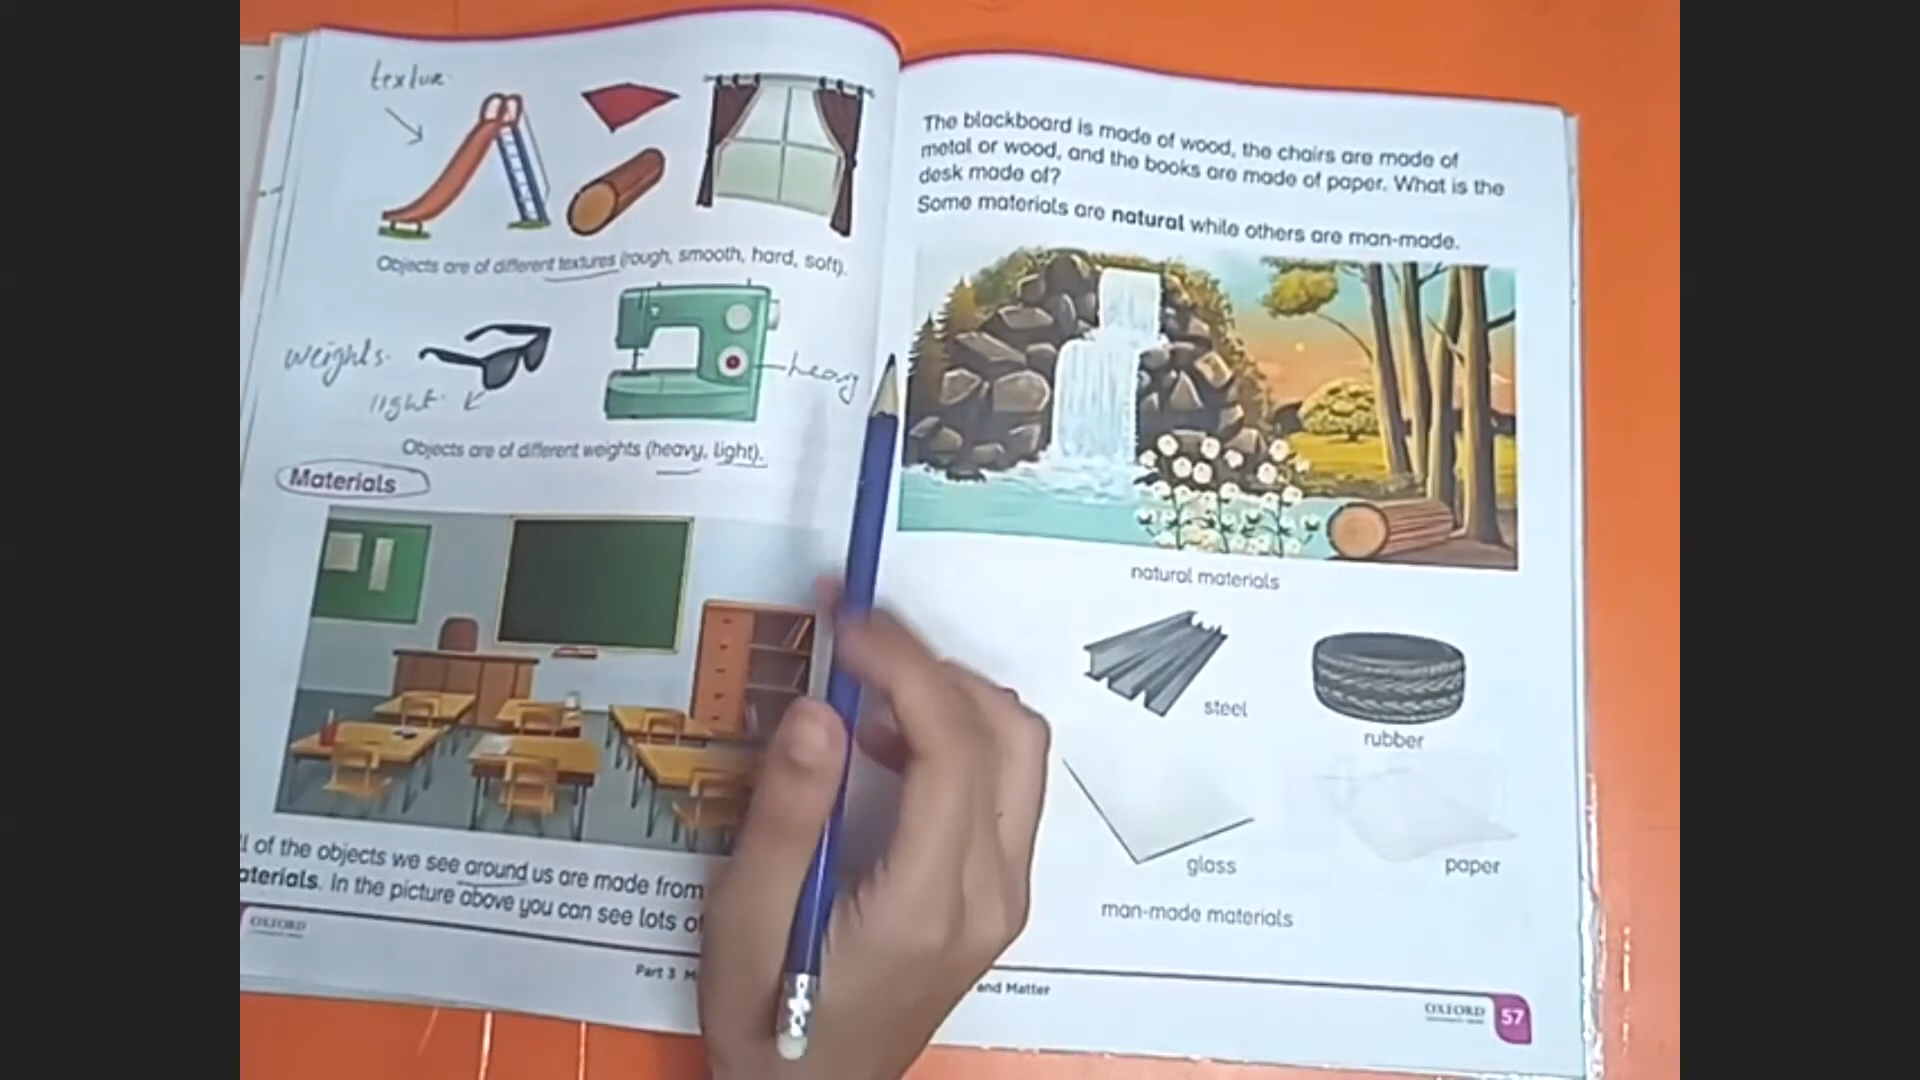 textur
Objects are of different textures (rough, smooth, hard, soft).
weights
light
heavy
Objects are of different weights (heavy, light).
Materials
of the objects we see around us are made from
In the picture above you can see lots of
OXFORD
Part 3
The blackboard is made of wood, the chairs are made of
metal or wood, and the books are made of paper. What is the
desk made of?
Some materials are natural while others are man-made.
natural materials
steel
rubber
glass
paper
man-made materials
and Matter
OXFORD
57